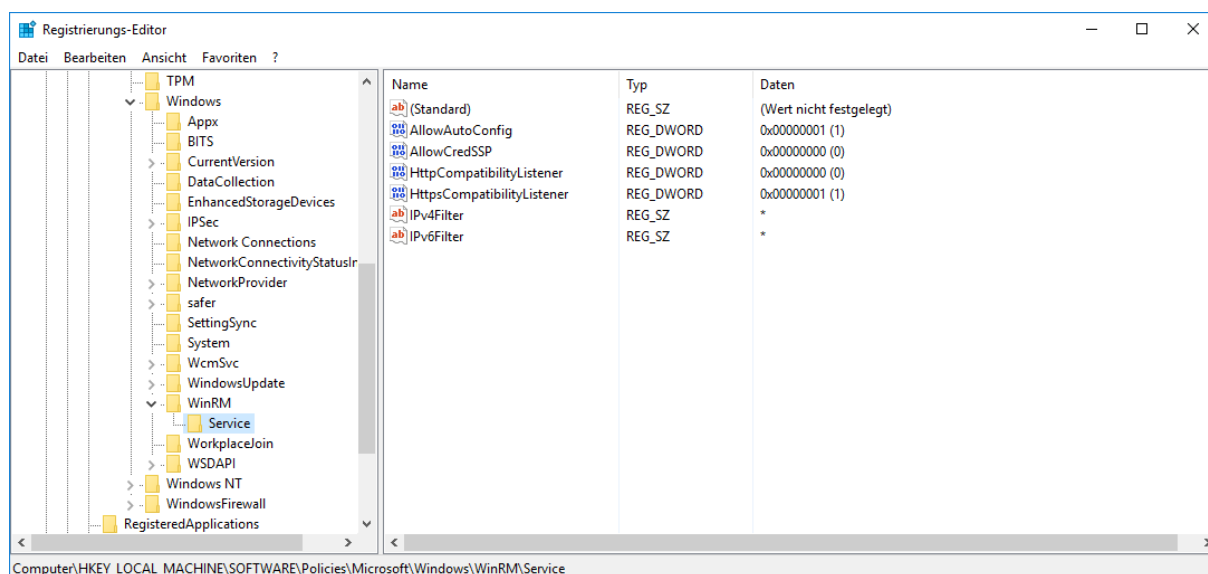 Registrierungs-Editor
Datei Bearbeiten Ansicht Favoriten ?
TPM
Windows
Appx
BITS
CurrentVersion
DataCollection
EnhancedStorageDevices
IPSec
Network Connections
NetworkConnectivityStatusIn
NetworkProvider
safer
SettingSync
System
WcmSvc
WindowsUpdate
WinRM
Service
WorkplaceJoin
WSDAPI
Windows NT
WindowsFirewall
RegisteredApplications
Name Typ Daten
(Standard) REG_SZ (Wert nicht festgelegt)
AllowAutoConfig REG_DWORD 0x00000001 (1)
AllowCredSSP REG_DWORD 0x00000000 (0)
HttpCompatibilityListener REG_DWORD 0x00000000 (0)
HttpsCompatibilityListener REG_DWORD 0x00000001 (1)
IPv4Filter REG_SZ *
IPv6Filter REG_SZ *
Computer\HKEY_LOCAL_MACHINE\SOFTWARE\Policies\Microsoft\Windows\WinRM\Service